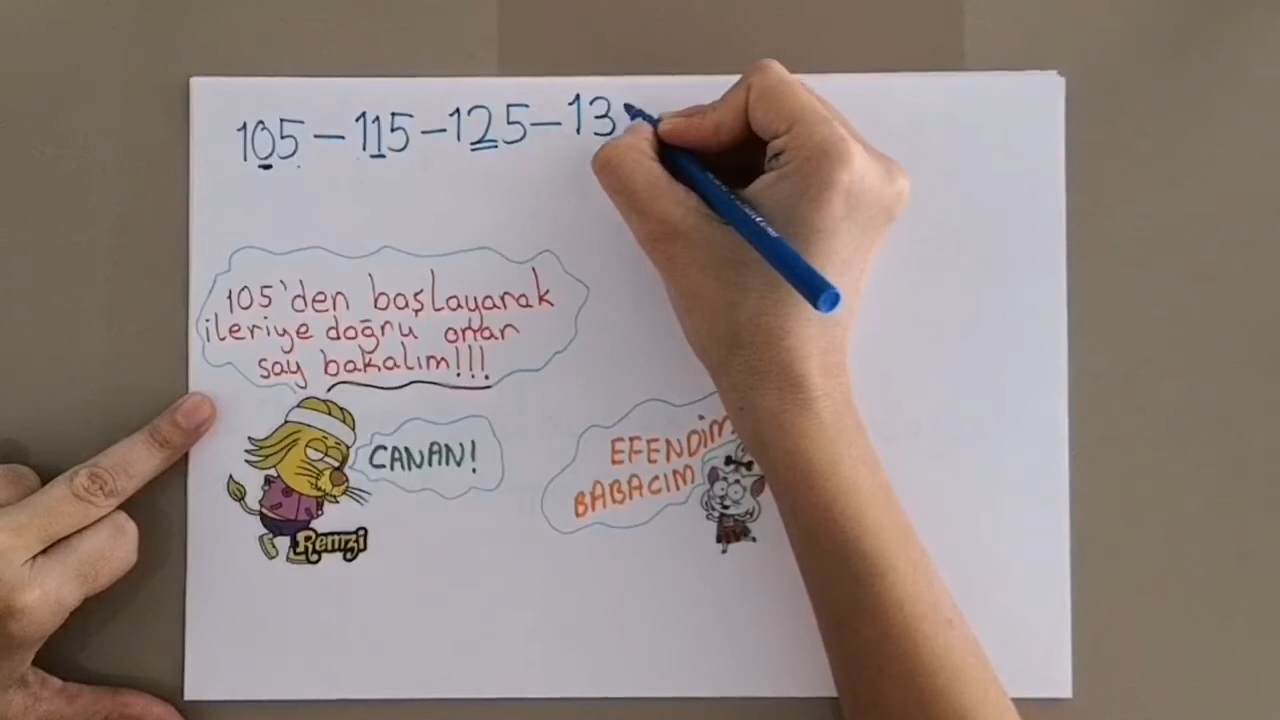 105 – 115 – 125 – 13
105'den başlayarak
ileriye doğru onar
say bakalım!!!
CANAN!
EFENDİM
BABACIM
Remzi